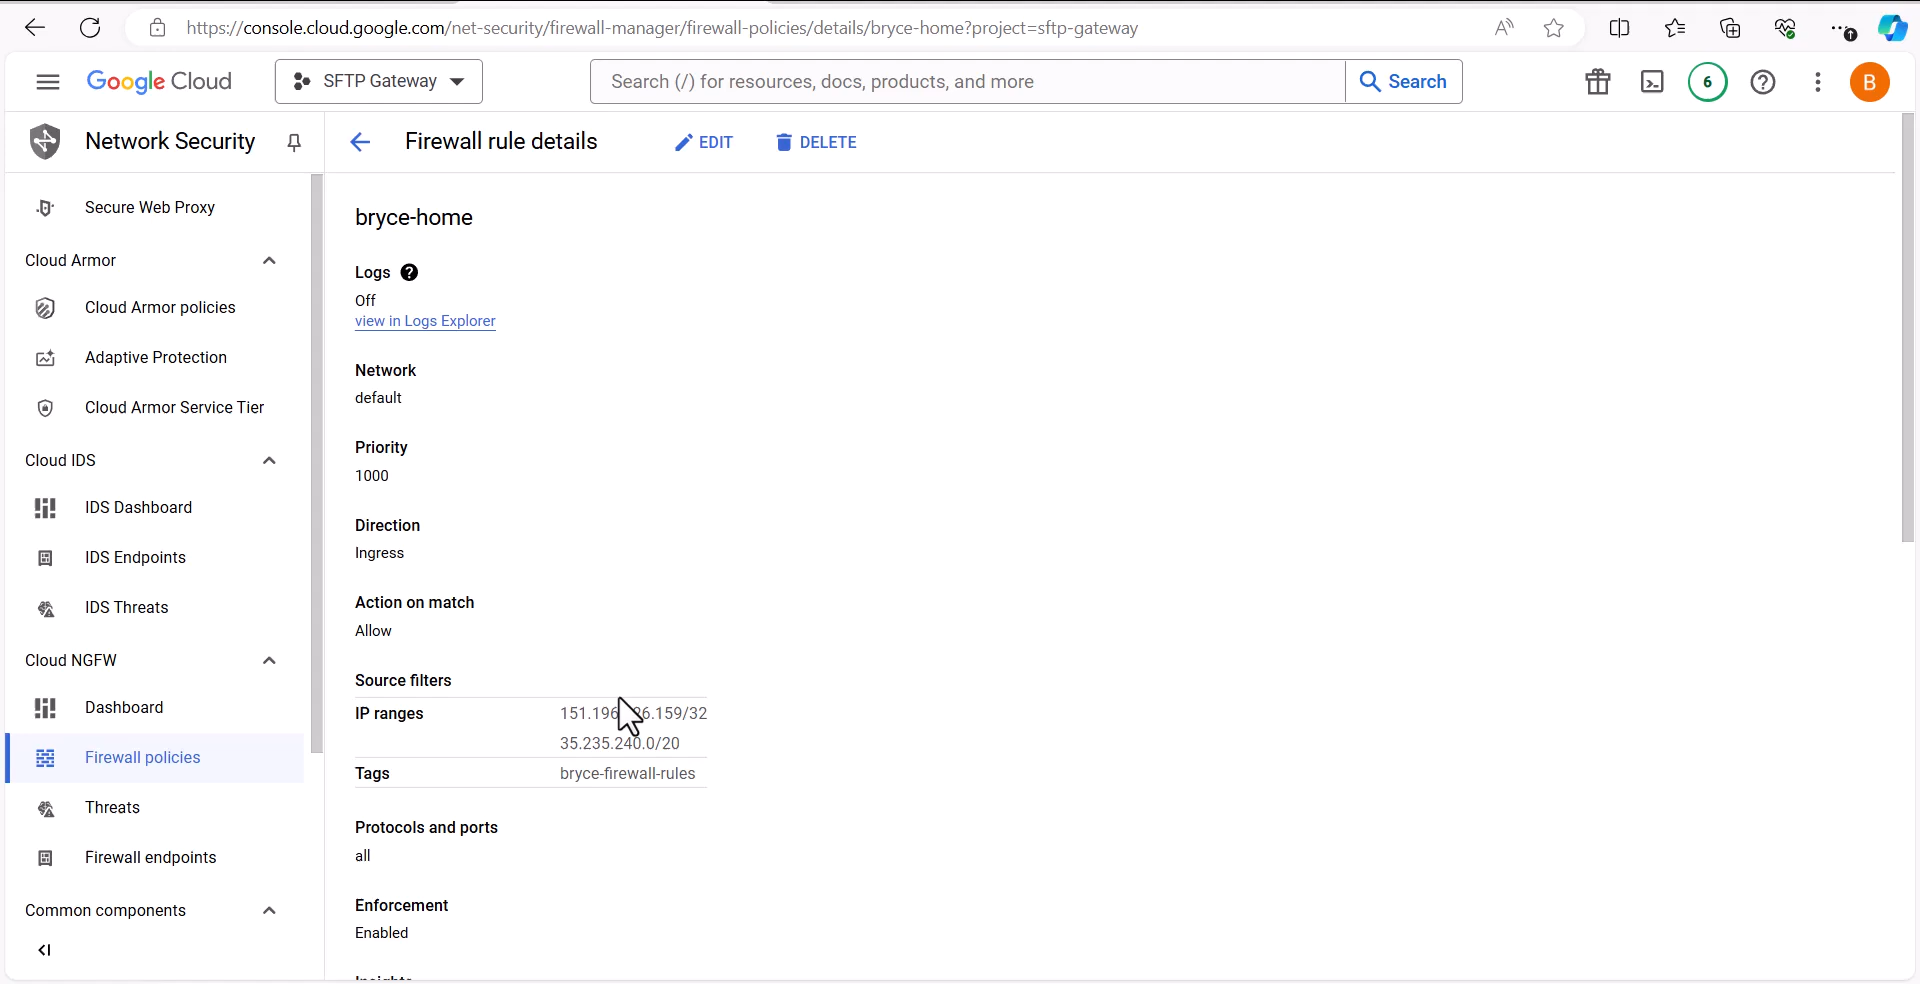 https://console.cloud.google.com/net-security/firewall-manager/firewall-policies/details/bryce-home?project=sftp-gateway
Google Cloud
SFTP Gateway
Search (/) for resources, docs, products, and more
Search
6
B
Network Security
Firewall rule details
EDIT
DELETE
Secure Web Proxy
Cloud Armor
Cloud Armor policies
Adaptive Protection
Cloud Armor Service Tier
Cloud IDS
IDS Dashboard
IDS Endpoints
IDS Threats
Cloud NGFW
Dashboard
Firewall policies
Threats
Firewall endpoints
Common components
bryce-home
Logs
Off
view in Logs Explorer
Network
default
Priority
1000
Direction
Ingress
Action on match
Allow
Source filters
IP ranges
35.235.240.0/20
Tags bryce-firewall-rules
Protocols and ports
all
Enforcement
Enabled